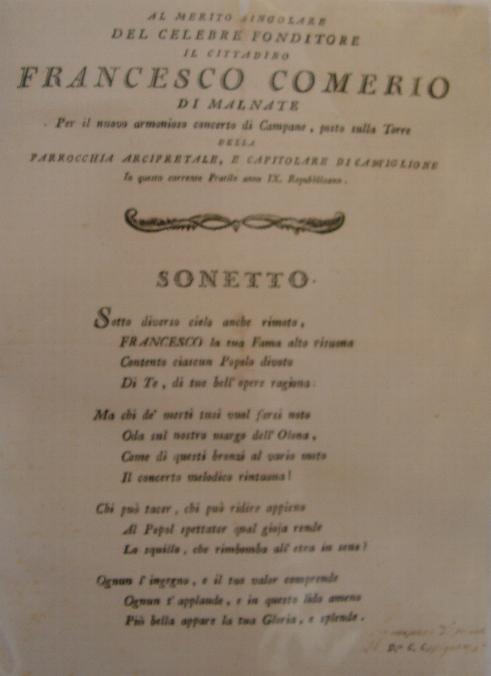 AL MERITO SINGOLARE
DEL CELEBRE FONDITORE
IL CITTADINO
FRANCESCO COMERIO
DI MALNATE
Per il nuovo armonioso concerto di Campane, posto sulla Torre
DELLA
PARROCCHIA ARCIPRETALE, E CAPITOLARE DI CASTIGLIONE
In questo corrente Pratile anno IX. Repubblicano.
SONETTO.
Sotto diverso cielo anche rimoto,
FRANCESCO la tua Fama alto risuona
Contento ciascun Popolo divoto
Di Te, di tue bell' opere ragiona:
Ma chi de' merti tuoi vuol farsi noto
Oda sul nostro margo dell' Olona,
Come di questi bronzi al vario moto
Il concerto melodico rintuona!
Chi può tacer, chi può ridire appieno
Al Popol spettator qual gioja rende
La squilla, che rimbomba all' etra in seno?
Ognun l' ingegno, e il tuo valor comprende
Ognun t' applaude, e in questo lido ameno
Più bella appare la tua Gloria, e splende.
C. C.